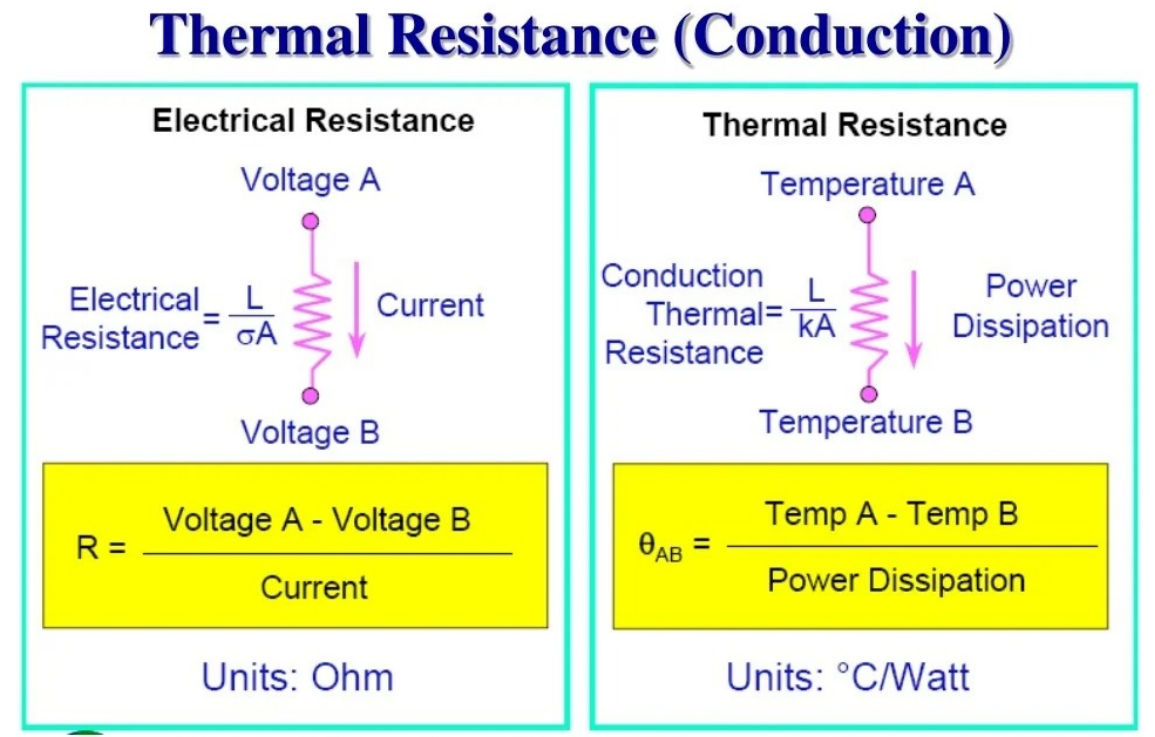 Thermal Resistance (Conduction)
Electrical Resistance
Voltage A
Electrical
Resistance
=
L
σA
Current
Voltage B
R =
Voltage A - Voltage B
Current
Units: Ohm
Thermal Resistance
Temperature A
Conduction
Thermal=
Resistance
L
kA
Power
Dissipation
Temperature B
θAB =
Temp A - Temp B
Power Dissipation
Units: °C/Watt